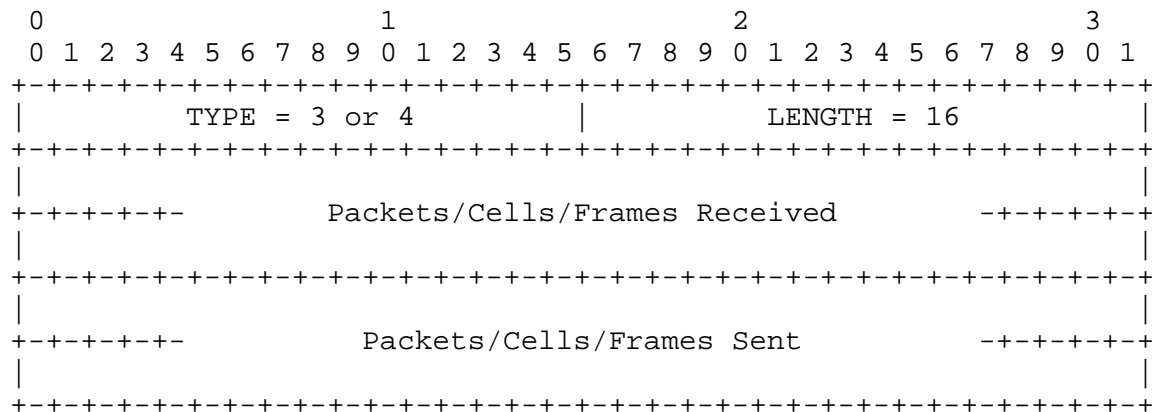 0                   1                   2                   3
 0 1 2 3 4 5 6 7 8 9 0 1 2 3 4 5 6 7 8 9 0 1 2 3 4 5 6 7 8 9 0 1
+-+-+-+-+-+-+-+-+-+-+-+-+-+-+-+-+-+-+-+-+-+-+-+-+-+-+-+-+-+-+-+-+
|         TYPE = 3 or 4         |          LENGTH = 16          |
+-+-+-+-+-+-+-+-+-+-+-+-+-+-+-+-+-+-+-+-+-+-+-+-+-+-+-+-+-+-+-+-+
|                                                               |
+-+-+-+-+-        Packets/Cells/Frames Received        -+-+-+-+-+
|                                                               |
+-+-+-+-+-+-+-+-+-+-+-+-+-+-+-+-+-+-+-+-+-+-+-+-+-+-+-+-+-+-+-+-+
|                                                               |
+-+-+-+-+-          Packets/Cells/Frames Sent          -+-+-+-+-+
|                                                               |
+-+-+-+-+-+-+-+-+-+-+-+-+-+-+-+-+-+-+-+-+-+-+-+-+-+-+-+-+-+-+-+-+